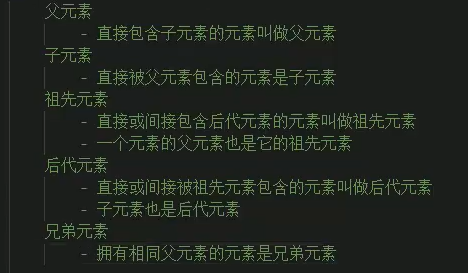 父元素
- 直接包含子元素的元素叫做父元素
子元素
- 直接被父元素包含的元素是子元素
祖先元素
- 直接或间接包含后代元素的元素叫做祖先元素
- 一个元素的父元素也是它的祖先元素
后代元素
- 直接或间接被祖先元素包含的元素叫做后代元素
- 子元素也是后代元素
兄弟元素
- 拥有相同父元素的元素是兄弟元素